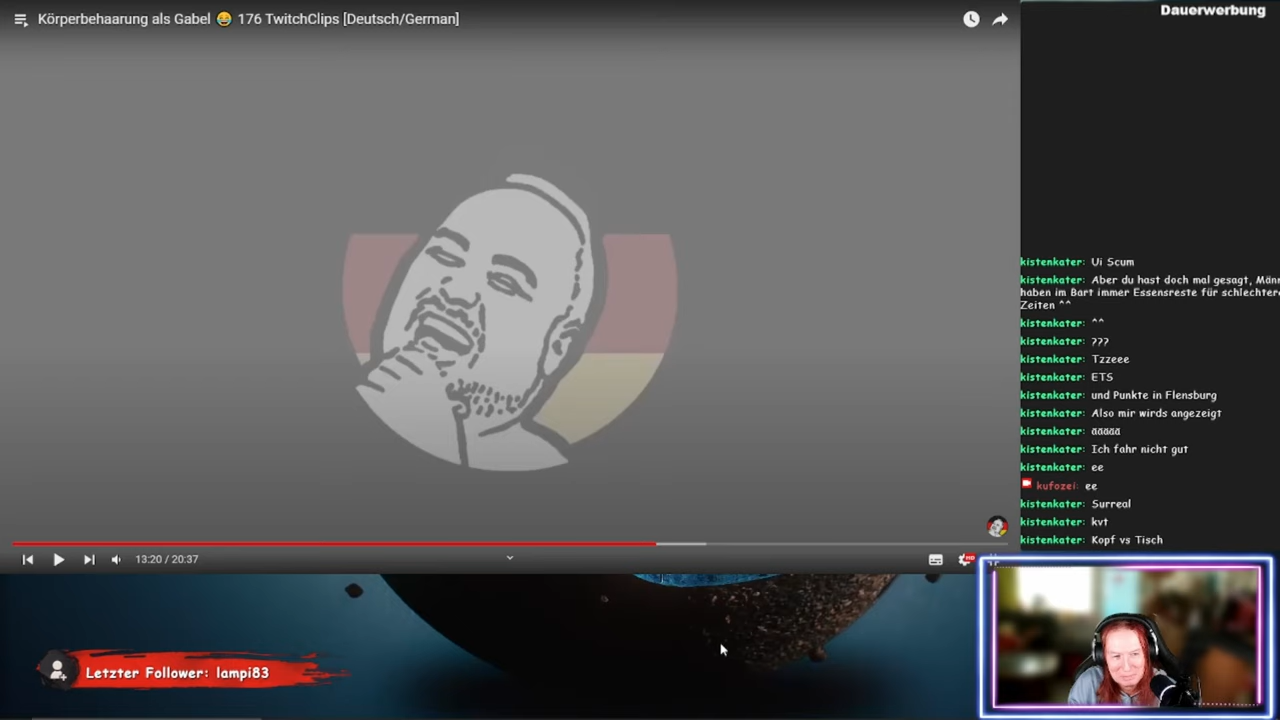 Körperbehaarung als Gabel 😂 176 TwitchClips [Deutsch/German]
Dauerwerbung
kistenkater: Ui Scum
kistenkater: Aber du hast doch mal gesagt, Männ
haben im Bart immer Essensreste für schlechtere
Zeiten ^^
kistenkater: ^^
kistenkater: ???
kistenkater: Tzzeee
kistenkater: ETS
kistenkater: und Punkte in Flensburg
kistenkater: Also mir wirds angezeigt
kistenkater: aaaaa
kistenkater: Ich fahr nicht gut
kistenkater: ee
kufozei: ee
kistenkater: Surreal
kistenkater: kvt
kistenkater: Kopf vs Tisch
13:20 / 20:37
HD
Letzter Follower: lampi83